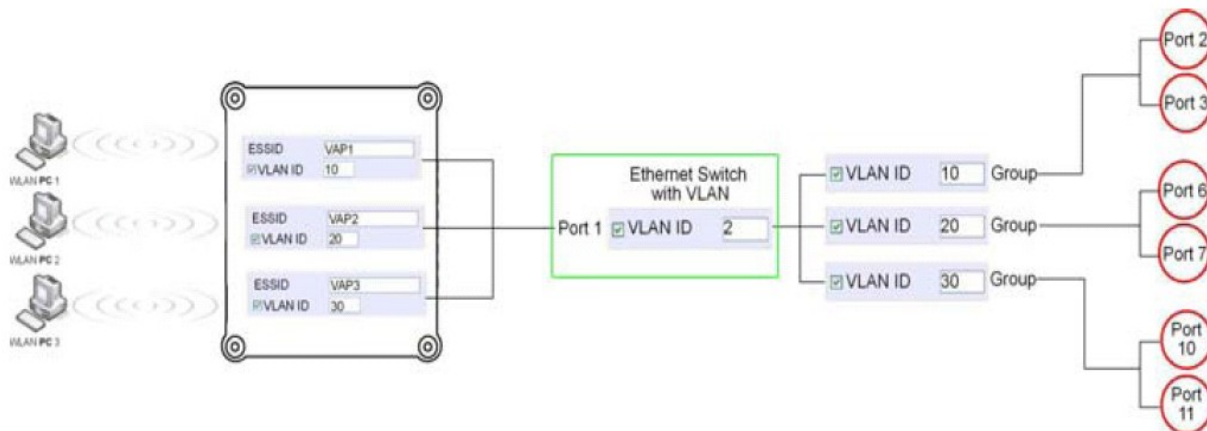 WLAN PC 1
WLAN PC 2
WLAN PC 3
ESSID VAP1
VLAN ID 10
ESSID VAP2
VLAN ID 20
ESSID VAP3
VLAN ID 30
Ethernet Switch
with VLAN
Port 1 VLAN ID 2
VLAN ID 10 Group
VLAN ID 20 Group
VLAN ID 30 Group
Port 2
Port 3
Port 6
Port 7
Port
10
Port
11